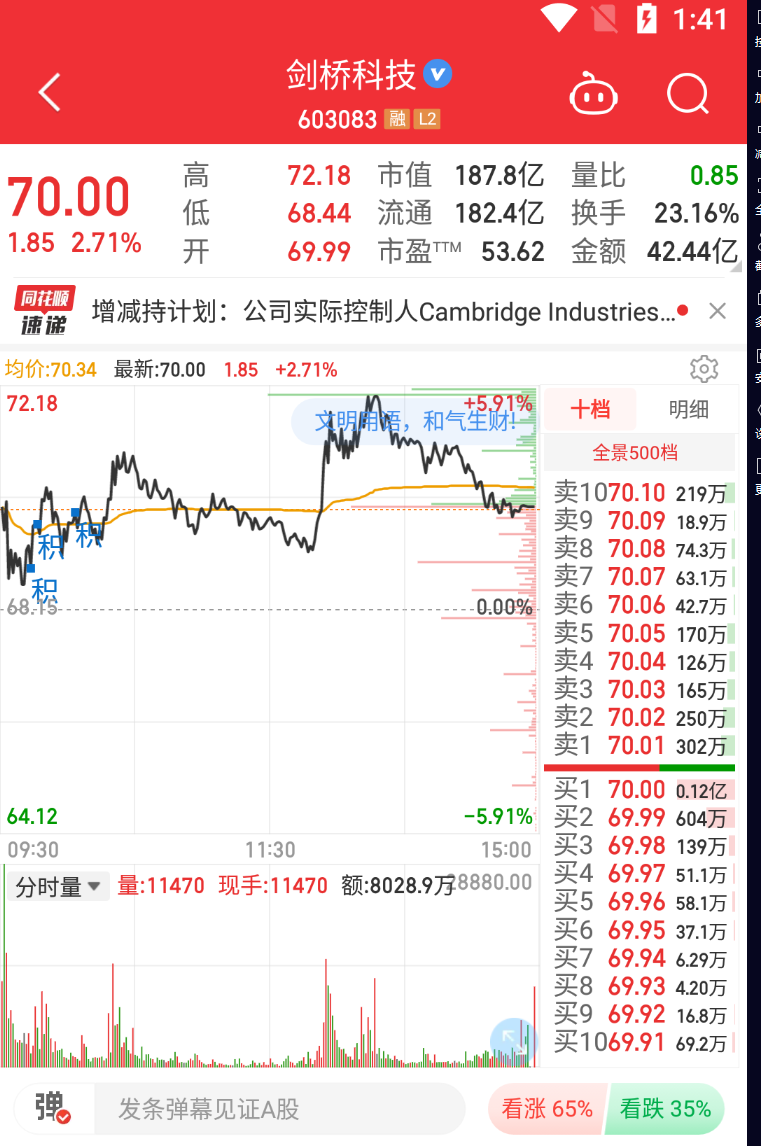 1:41
剑桥科技
603083 融 L2
70.00
1.85 2.71%
高 72.18 市值 187.8亿 量比 0.85
低 68.44 流通 182.4亿 换手 23.16%
开 69.99 市盈TTM 53.62 金额 42.44亿
同花顺
速递
增减持计划：公司实际控制人Cambridge Industries...
均价:70.34 最新:70.00 1.85 +2.71%
72.18 +5.91%
文明用语，和气生财!
积
积
积
68.15 0.00%
64.12 -5.91%
09:30 11:30 15:00
分时量 量:11470 现手:11470 额:8028.9万 28880.00
十档 明细
全景500档
卖10 70.10 219万
卖9 70.09 18.9万
卖8 70.08 74.3万
卖7 70.07 63.1万
卖6 70.06 42.7万
卖5 70.05 170万
卖4 70.04 126万
卖3 70.03 165万
卖2 70.02 250万
卖1 70.01 302万
买1 70.00 0.12亿
买2 69.99 604万
买3 69.98 139万
买4 69.97 51.1万
买5 69.96 58.1万
买6 69.95 37.1万
买7 69.94 6.29万
买8 69.93 4.20万
买9 69.92 16.8万
买10 69.91 69.2万
弹 发条弹幕见证A股 看涨 65% 看跌 35%